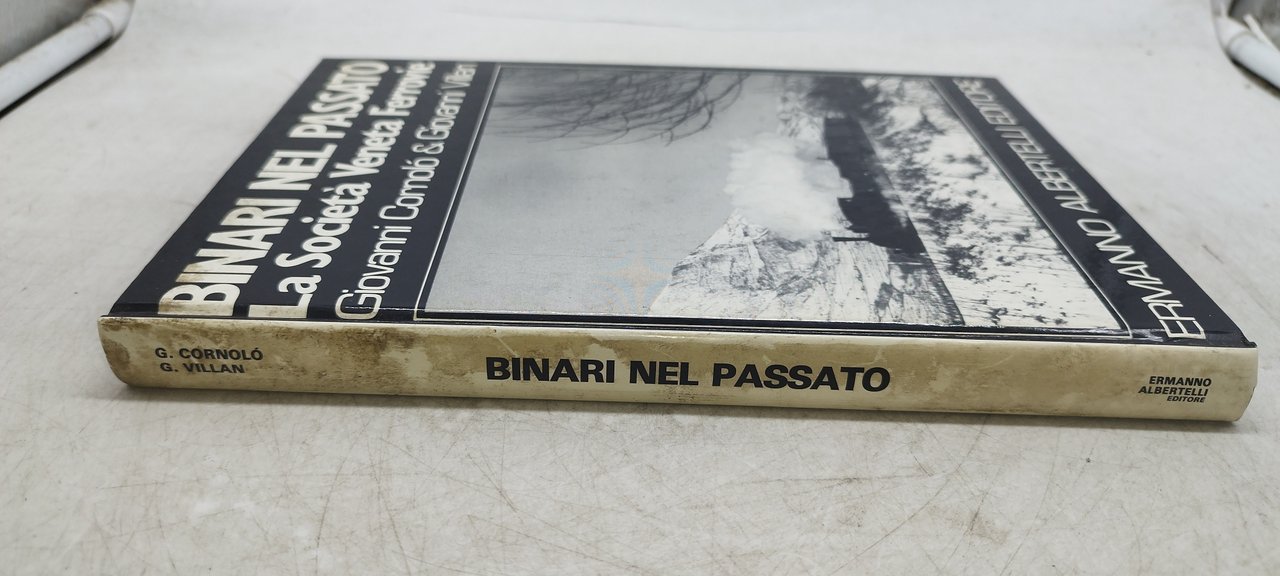 BINARI NEL PASSATO
La Società Veneta Ferrovie
Giovanni Cornoló & Giovanni Villan
ERMANNO ALBERTELLI EDITORE
G. CORNOLÓ
G. VILLAN
BINARI NEL PASSATO
ERMANNO
ALBERTELLI
EDITORE